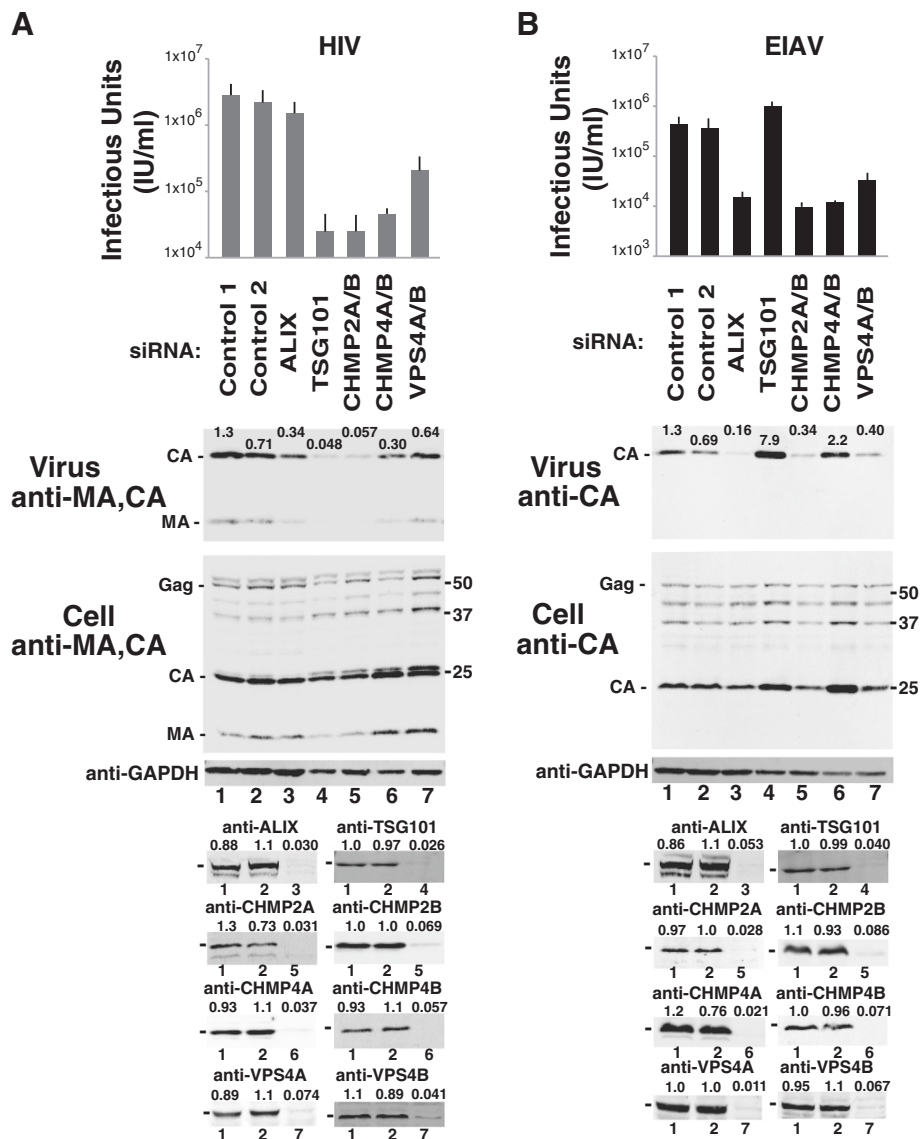 A
HIV
Infectious Units
(IU/ml)
1x10⁷
1x10⁶
1x10⁵
1x10⁴
siRNA:
Control 1
Control 2
ALIX
TSG101
CHMP2A/B
CHMP4A/B
VPS4A/B
1.3 0.71 0.34 0.048 0.057 0.30 0.64
Virus
anti-MA,CA
CA -
MA -
Cell
anti-MA,CA
Gag -
CA -
MA -
-50
-37
-25
anti-GAPDH
1 2 3 4 5 6 7
anti-ALIX
0.88 1.1 0.030
1 2 3
anti-TSG101
1.0 0.97 0.026
1 2 4
anti-CHMP2A
1.3 0.73 0.031
1 2 5
anti-CHMP2B
1.0 1.0 0.069
1 2 5
anti-CHMP4A
0.93 1.1 0.037
1 2 6
anti-CHMP4B
0.93 1.1 0.057
1 2 6
anti-VPS4A
0.89 1.1 0.074
1 2 7
anti-VPS4B
1.1 0.89 0.041
1 2 7
B
EIAV
Infectious Units
(IU/ml)
1x10⁷
1x10⁶
1x10⁵
1x10⁴
1x10³
siRNA:
Control 1
Control 2
ALIX
TSG101
CHMP2A/B
CHMP4A/B
VPS4A/B
1.3 0.69 0.16 7.9 0.34 2.2 0.40
Virus
anti-CA
CA -
Cell
anti-CA
Gag -
CA -
-50
-37
-25
anti-GAPDH
1 2 3 4 5 6 7
anti-ALIX
0.86 1.1 0.053
1 2 3
anti-TSG101
1.0 0.99 0.040
1 2 4
anti-CHMP2A
0.97 1.0 0.028
1 2 5
anti-CHMP2B
1.1 0.93 0.086
1 2 5
anti-CHMP4A
1.2 0.76 0.021
1 2 6
anti-CHMP4B
1.0 0.96 0.071
1 2 6
anti-VPS4A
1.0 1.0 0.011
1 2 7
anti-VPS4B
0.95 1.1 0.067
1 2 7